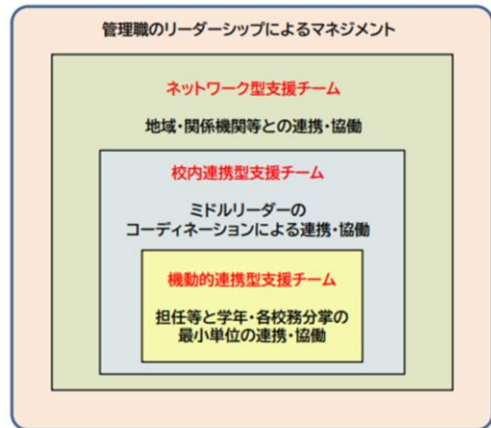 管理職のリーダーシップによるマネジメント
ネットワーク型支援チーム
地域・関係機関等との連携・協働
校内連携型支援チーム
ミドルリーダーの
コーディネーションによる連携・協働
機動的連携型支援チーム
担任等と学年・各校務分掌の
最小単位の連携・協働